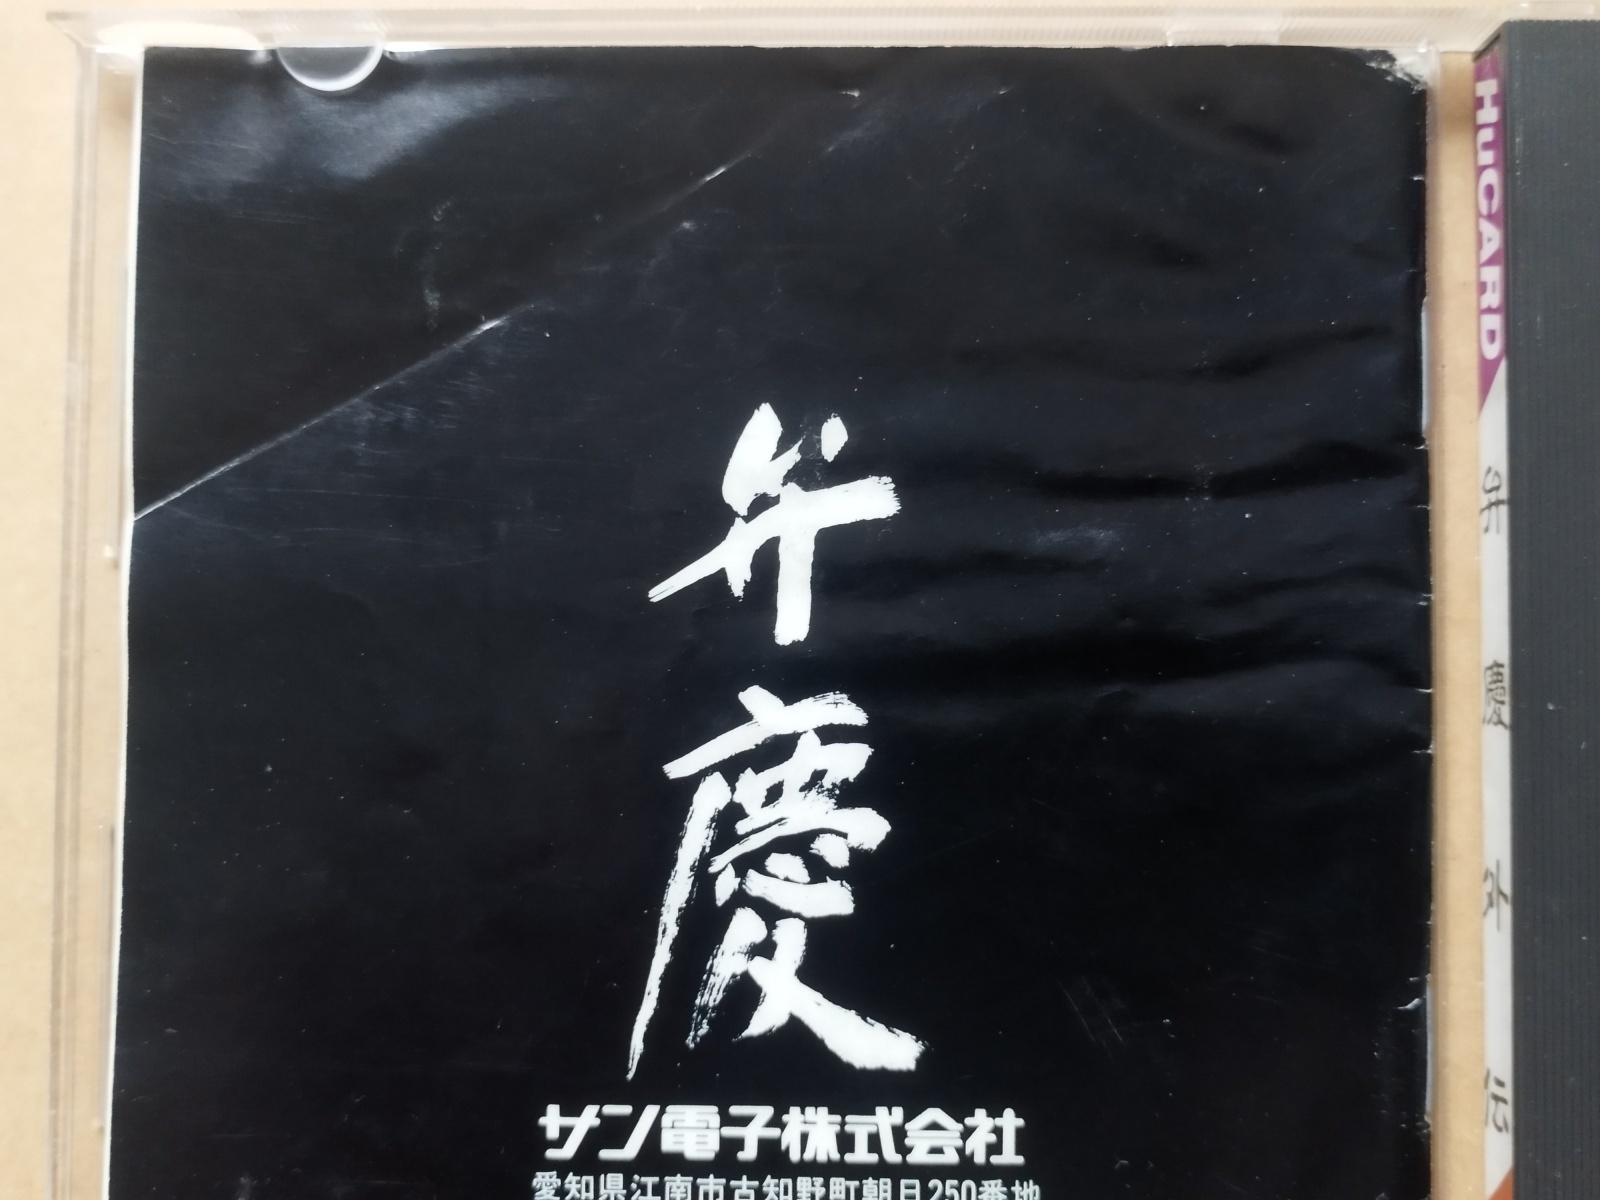 弁慶
サン電子株式会社
愛知県江南市古知野町朝日250番地
HuCARD
弁慶外伝